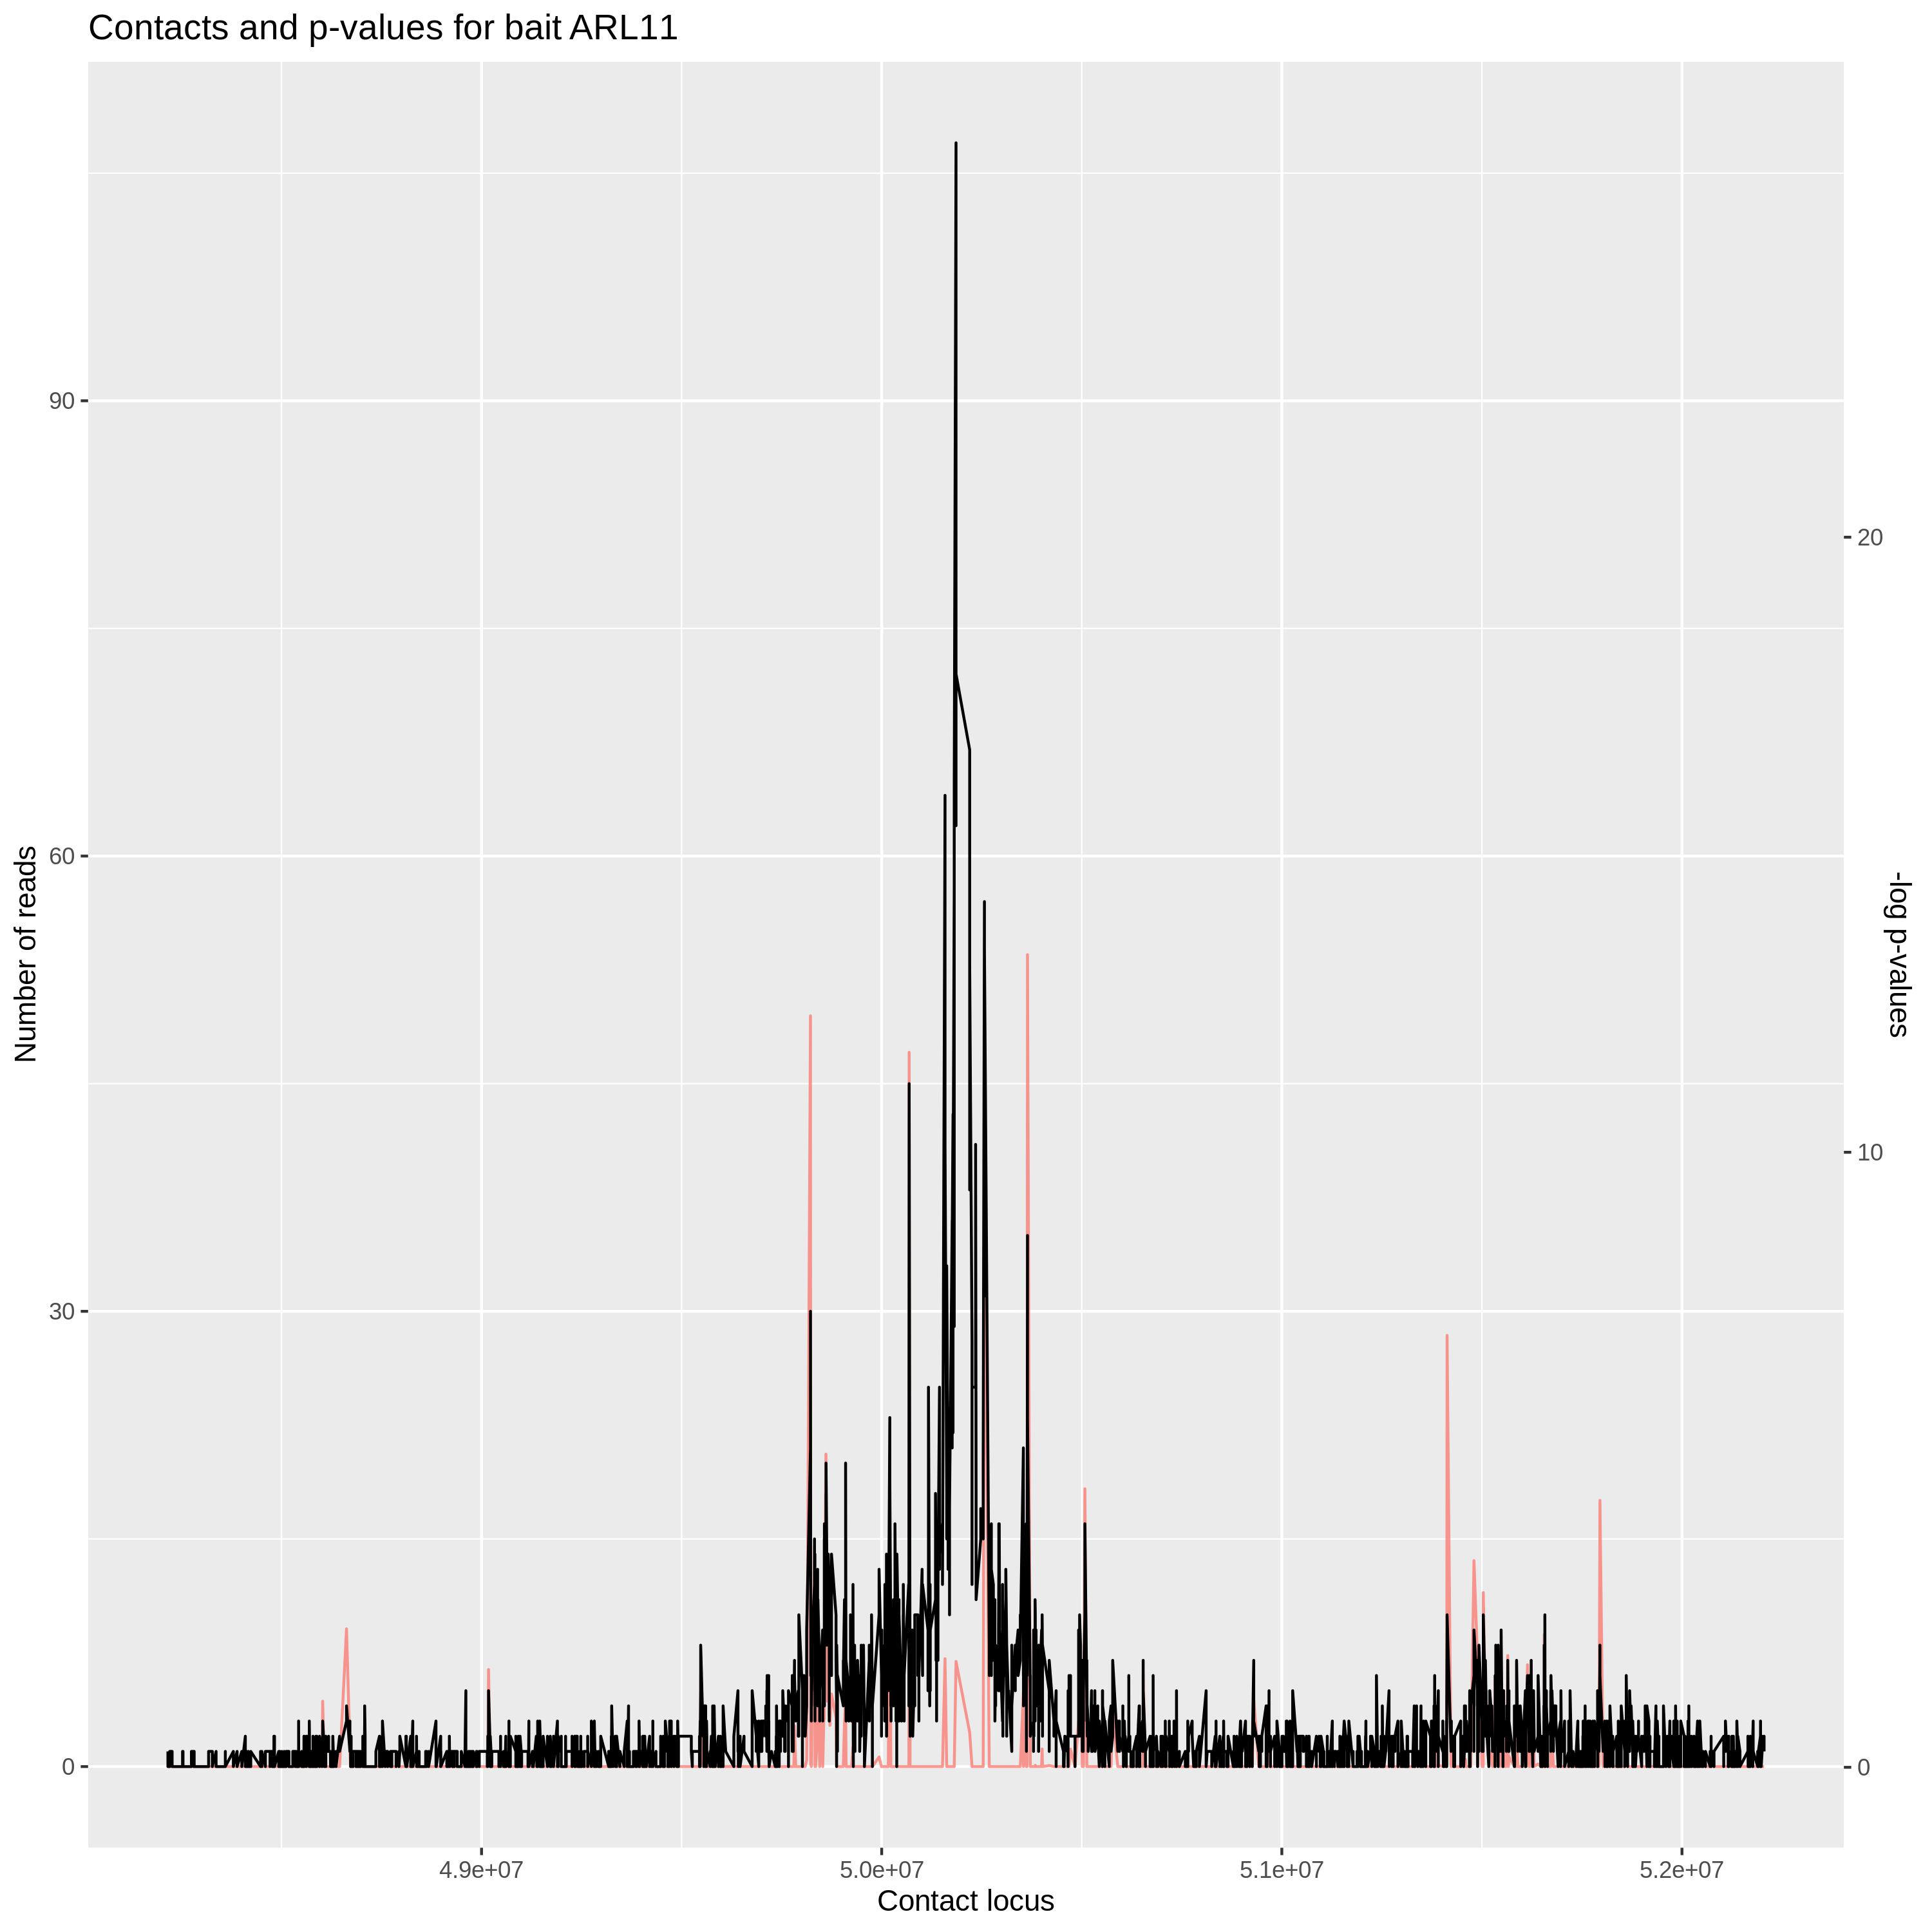 Contacts and p-values for bait ARL11
90
60
30
0
Number of reads
20
10
0
-log p-values
4.9e+07
5.0e+07
5.1e+07
5.2e+07
Contact locus